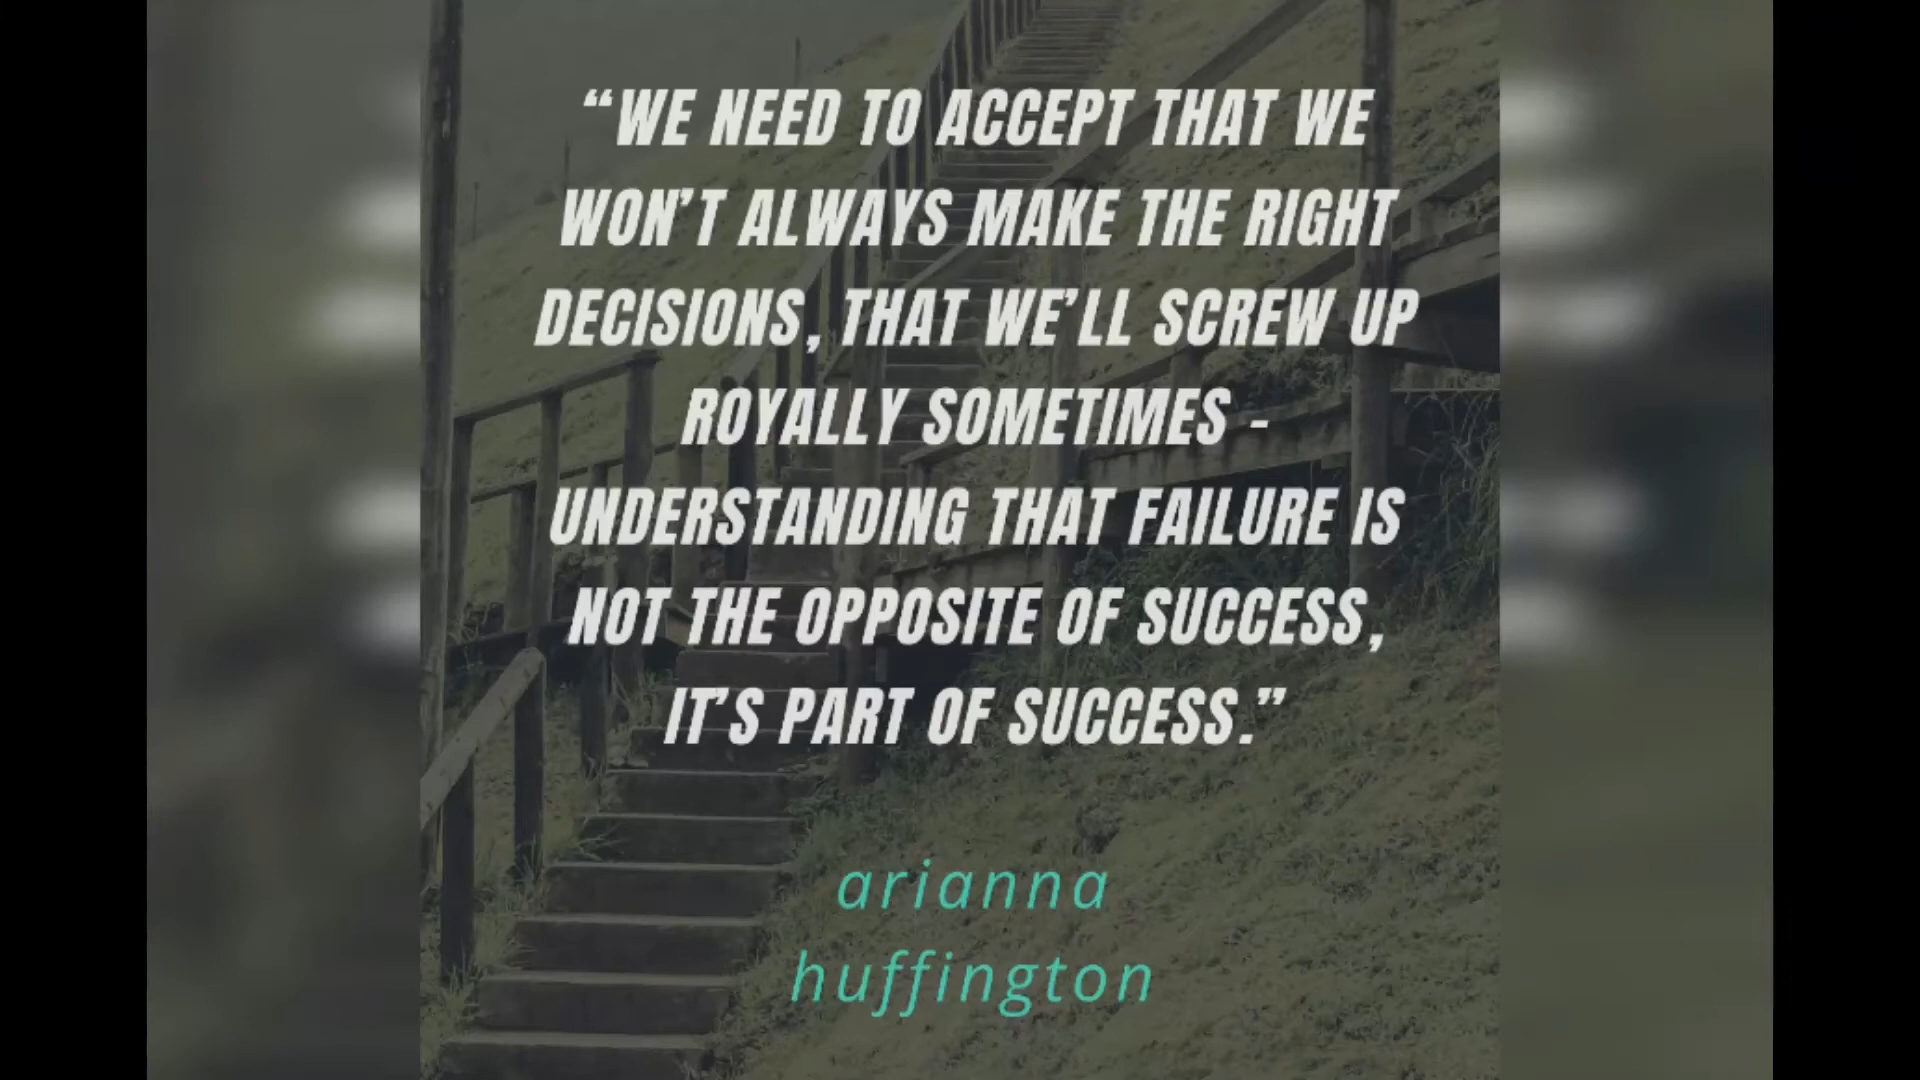 “WE NEED TO ACCEPT THAT WE
WON’T ALWAYS MAKE THE RIGHT
DECISIONS, THAT WE’LL SCREW UP
ROYALLY SOMETIMES -
UNDERSTANDING THAT FAILURE IS
NOT THE OPPOSITE OF SUCCESS,
IT’S PART OF SUCCESS.”
arianna
huffington